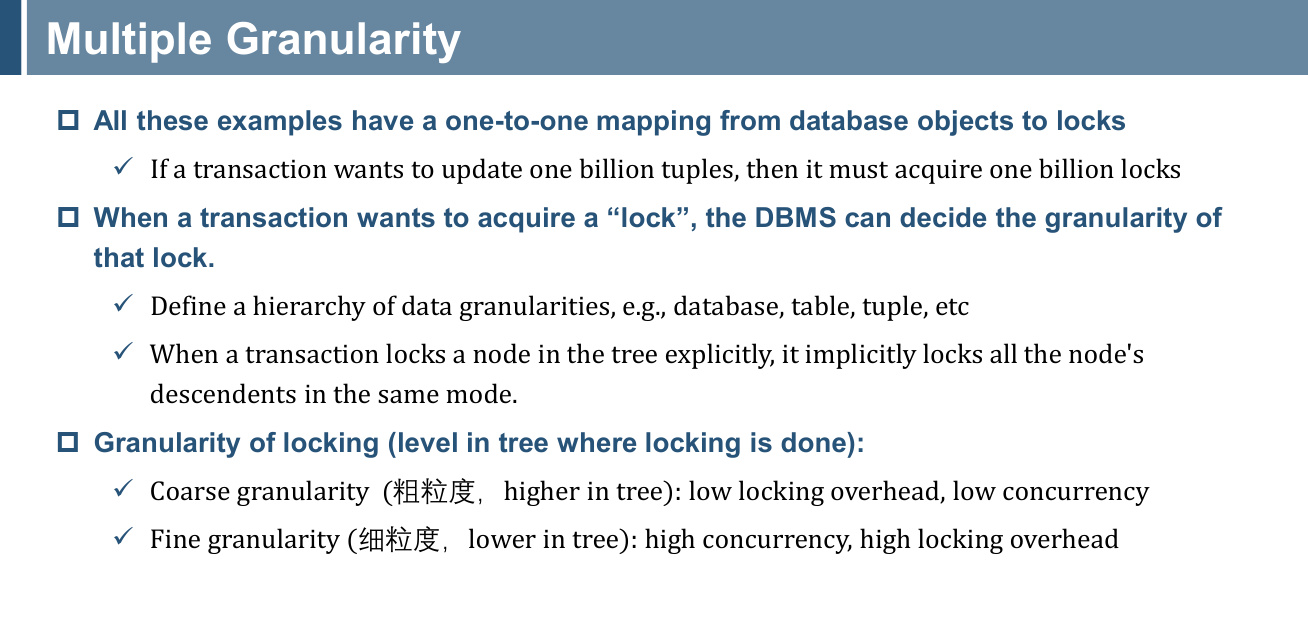 Multiple Granularity
All these examples have a one-to-one mapping from database objects to locks
✓ If a transaction wants to update one billion tuples, then it must acquire one billion locks
When a transaction wants to acquire a “lock”, the DBMS can decide the granularity of
that lock.
✓ Define a hierarchy of data granularities, e.g., database, table, tuple, etc
✓ When a transaction locks a node in the tree explicitly, it implicitly locks all the node's
descendents in the same mode.
Granularity of locking (level in tree where locking is done):
✓ Coarse granularity (粗粒度，higher in tree): low locking overhead, low concurrency
✓ Fine granularity (细粒度，lower in tree): high concurrency, high locking overhead